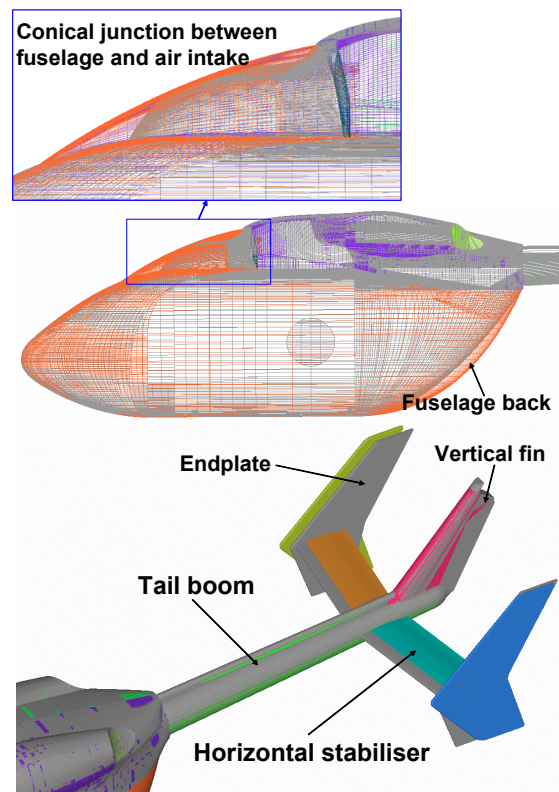 Conical junction between
fuselage and air intake
Fuselage back
Endplate
Vertical fin
Tail boom
Horizontal stabiliser